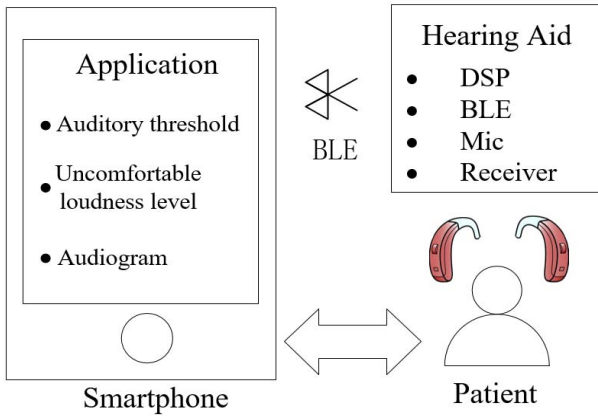 Application
● Auditory threshold
● Uncomfortable
loudness level
● Audiogram
Smartphone
BLE
Hearing Aid
● DSP
● BLE
● Mic
● Receiver
Patient